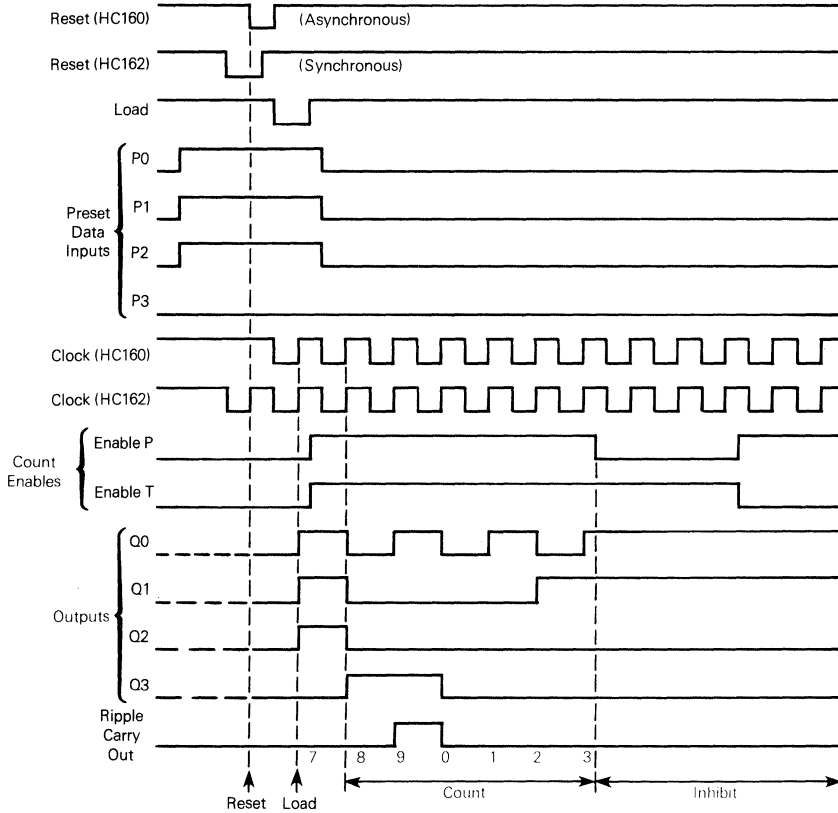 Reset (HC160)
(Asynchronous)
Reset (HC162)
(Synchronous)
Load
Preset
Data
Inputs
P0
P1
P2
P3
Clock (HC160)
Clock (HC162)
Count
Enables
Enable P
Enable T
Outputs
Q0
Q1
Q2
Q3
Ripple
Carry
Out
7 8 9 0 1 2 3
Reset Load
Count
Inhibit